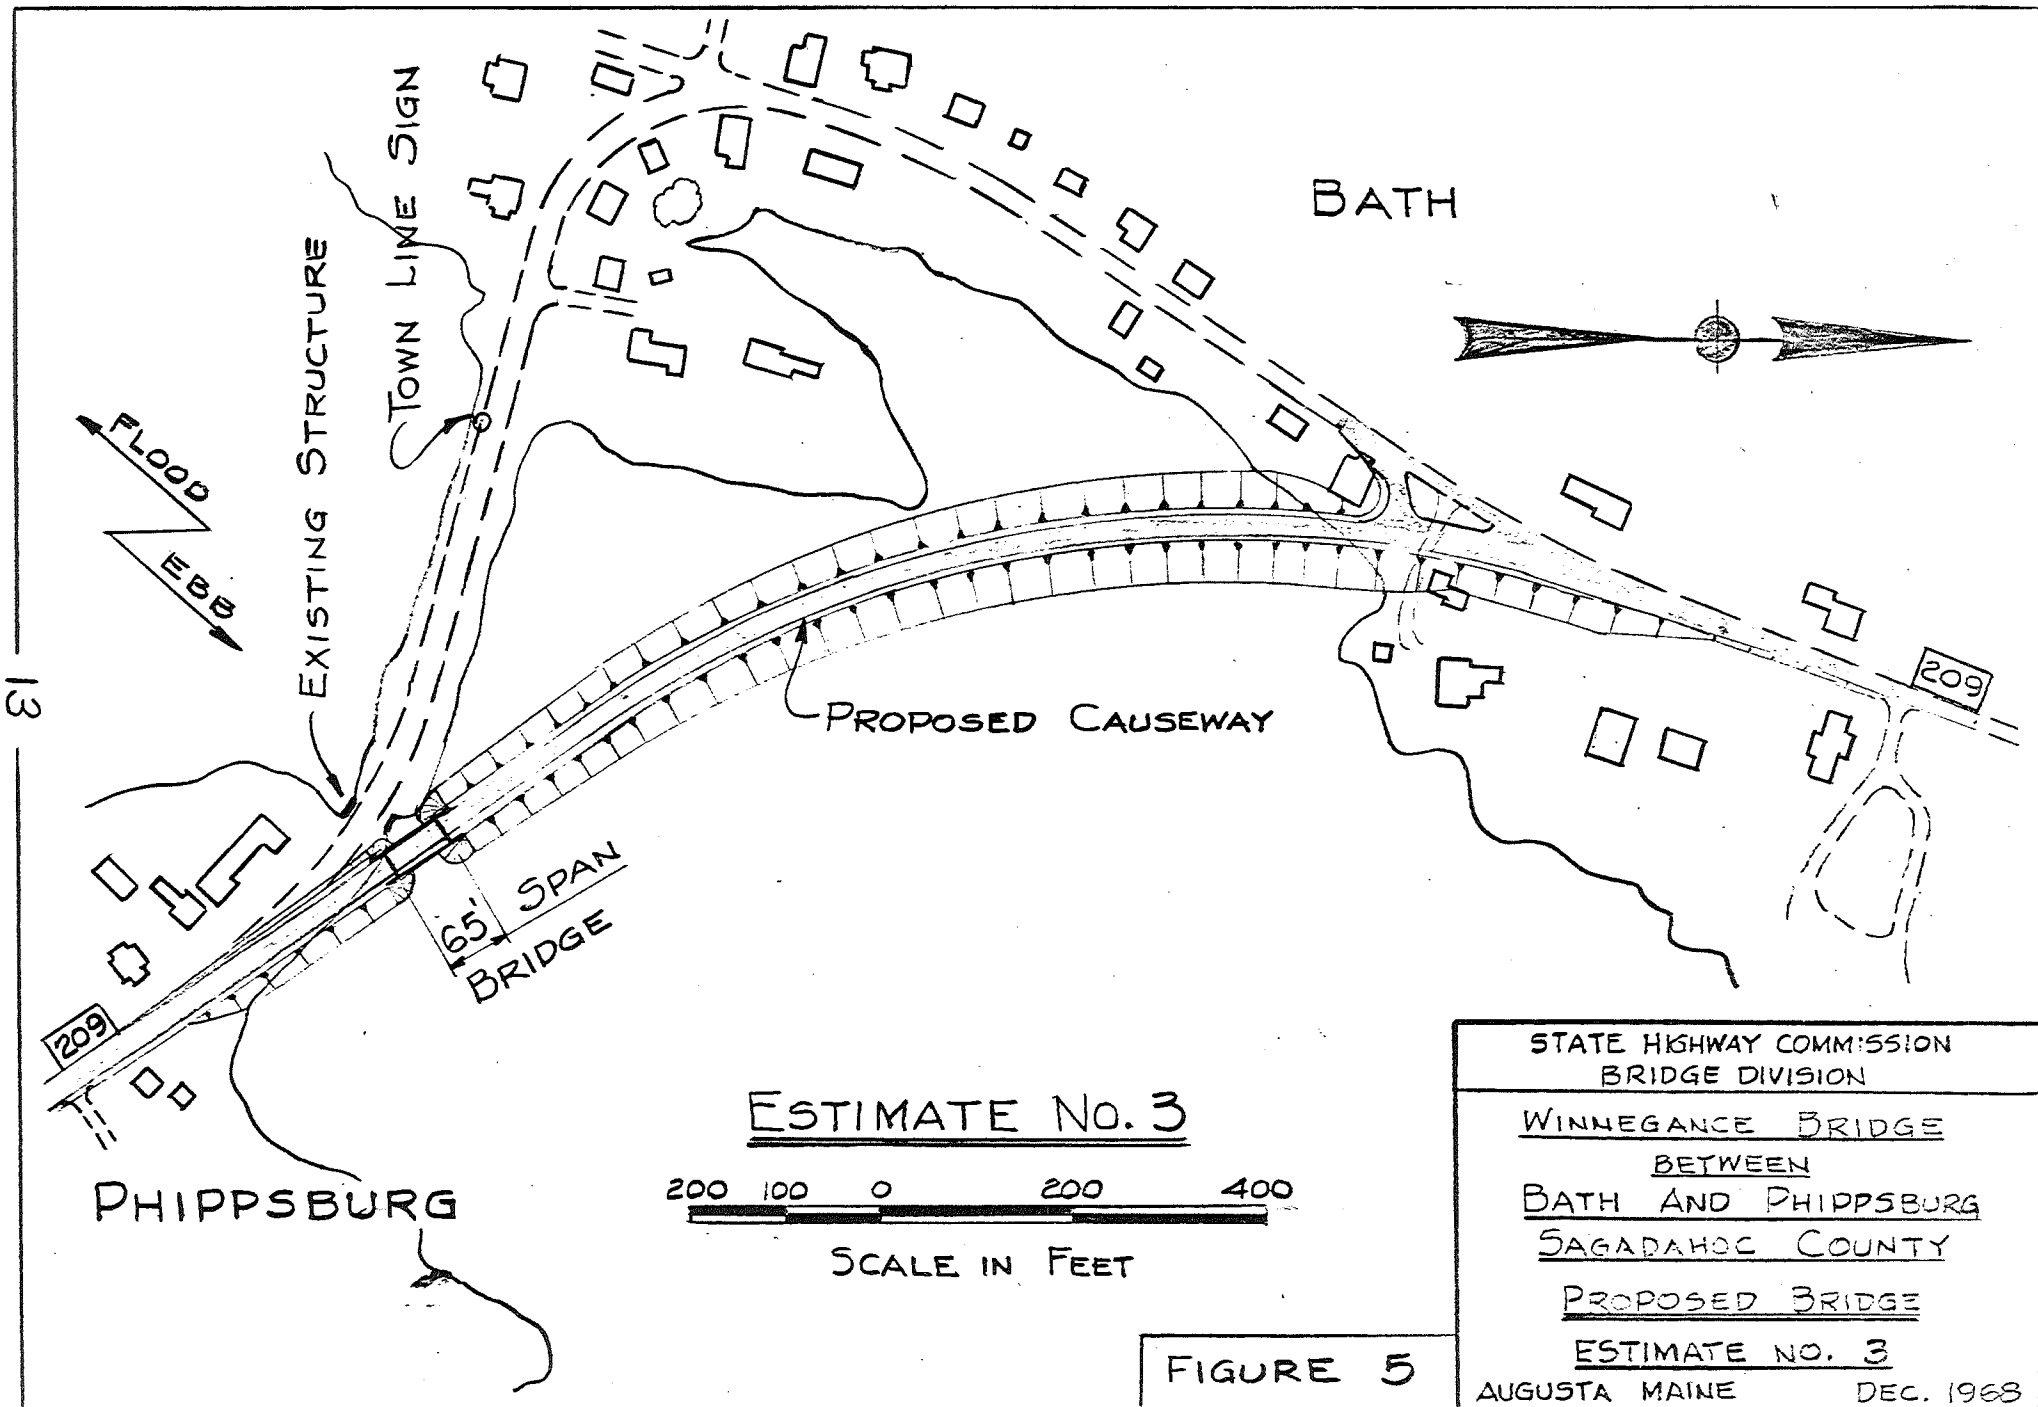 TOWN LINE SIGN
EXISTING STRUCTURE
BATH
FLOOD
EBB
PROPOSED CAUSEWAY
209
13
65' SPAN
BRIDGE
209
PHIPPSBURG
ESTIMATE NO. 3
200 100 0 200 400
SCALE IN FEET
STATE HIGHWAY COMMISSION
BRIDGE DIVISION
WINNEGANCE BRIDGE
BETWEEN
BATH AND PHIPPSBURG
SAGADAHOC COUNTY
PROPOSED BRIDGE
ESTIMATE NO. 3
AUGUSTA MAINE DEC. 1968
FIGURE 5